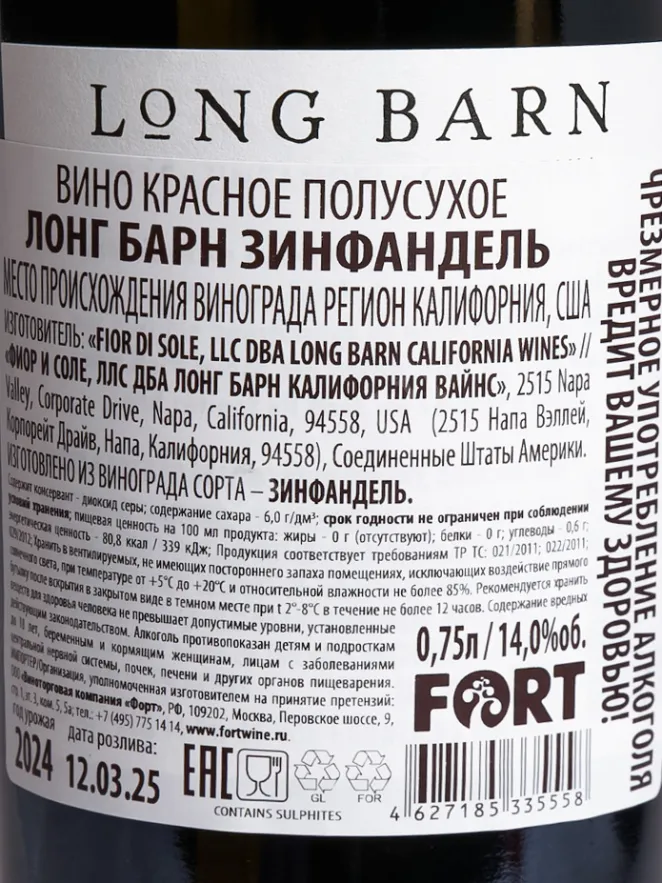 LONG BARN
ВИНО КРАСНОЕ ПОЛУСУХОЕ
ЛОНГ БАРН ЗИНФАНДЕЛЬ
МЕСТО ПРОИСХОЖДЕНИЯ ВИНОГРАДА РЕГИОН КАЛИФОРНИЯ, США
ИЗГОТОВИТЕЛЬ: «FIOR DI SOLE, LLC DBA LONG BARN CALIFORNIA WINES» //
«ФИОР И СОЛЕ, ЛЛС ДБА ЛОНГ БАРН КАЛИФОРНИЯ ВАЙНС», 2515 Napa
Valley, Corporate Drive, Napa, California, 94558, USA (2515 Напа Вэллей,
Корпорейт Драйв, Напа, Калифорния, 94558), Соединенные Штаты Америки.
ИЗГОТОВЛЕНО ИЗ ВИНОГРАДА СОРТА – ЗИНФАНДЕЛЬ.
Содержит консервант - диоксид серы; содержание сахара - 6,0 г/дм³; срок годности не ограничен при соблюдении
условий хранения; пищевая ценность на 100 мл продукта: жиры - 0 г (отсутствуют); белки - 0 г; углеводы - 0,6 г;
энергетическая ценность - 80,8 ккал / 339 кДж; Продукция соответствует требованиям ТР ТС: 021/2011; 022/2011;
029/2012; Хранить в вентилируемых, не имеющих постороннего запаха помещениях, исключающих воздействие прямого
солнечного света, при температуре от +5°C до +20°C и относительной влажности не более 85%. Рекомендуется хранить
бутылку после вскрытия в закрытом виде в темном месте при t 2°-8°C в течение не более 12 часов. Содержание вредных
веществ для здоровья человека не превышает допустимые уровни, установленные
действующим законодательством. Алкоголь противопоказан детям и подросткам
до 18 лет, беременным и кормящим женщинам, лицам с заболеваниями
центральной нервной системы, почек, печени и других органов пищеварения.
ИМПОРТЕР/Организация, уполномоченная изготовителем на принятие претензий:
ООО «Виноторговая компания «Форт», РФ, 109202, Москва, Перовское шоссе, 9,
стр. 1, эт. 3, ком. 5, 5а; тел.: +7 (495) 775 14 14, www.fortwine.ru.
0,75л / 14,0%об.
FORT
год урожая
2024
дата розлива:
12.03.25
EAC
GL
FOR
CONTAINS SULPHITES
4 627185 335558
ЧРЕЗМЕРНОЕ УПОТРЕБЛЕНИЕ АЛКОГОЛЯ
ВРЕДИТ ВАШЕМУ ЗДОРОВЬЮ!